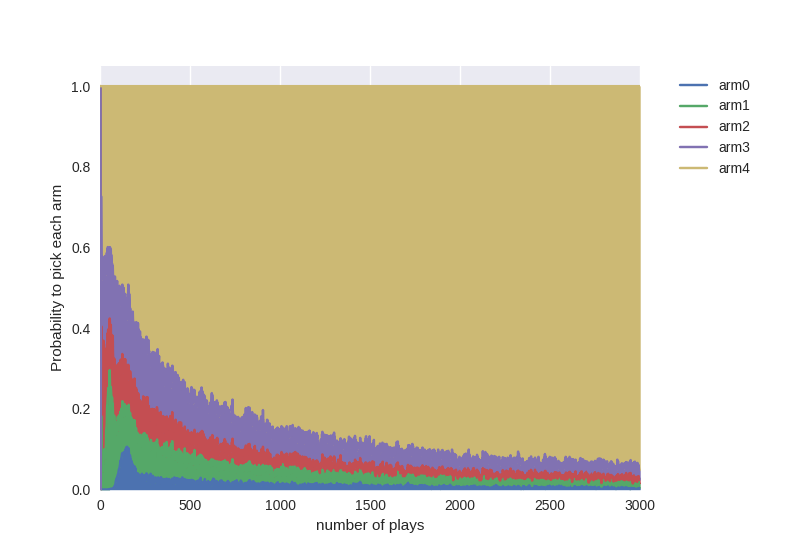 1.0
0.8
0.6
0.4
0.2
0.0
0
500
1000
1500
2000
2500
3000
number of plays
Probability to pick each arm
arm0
arm1
arm2
arm3
arm4